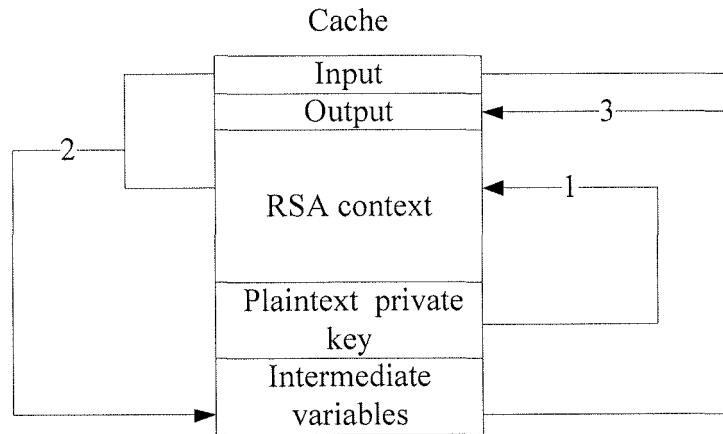 Cache
Input
Output
3
2
1
RSA context
Plaintext private
key
Intermediate
variables